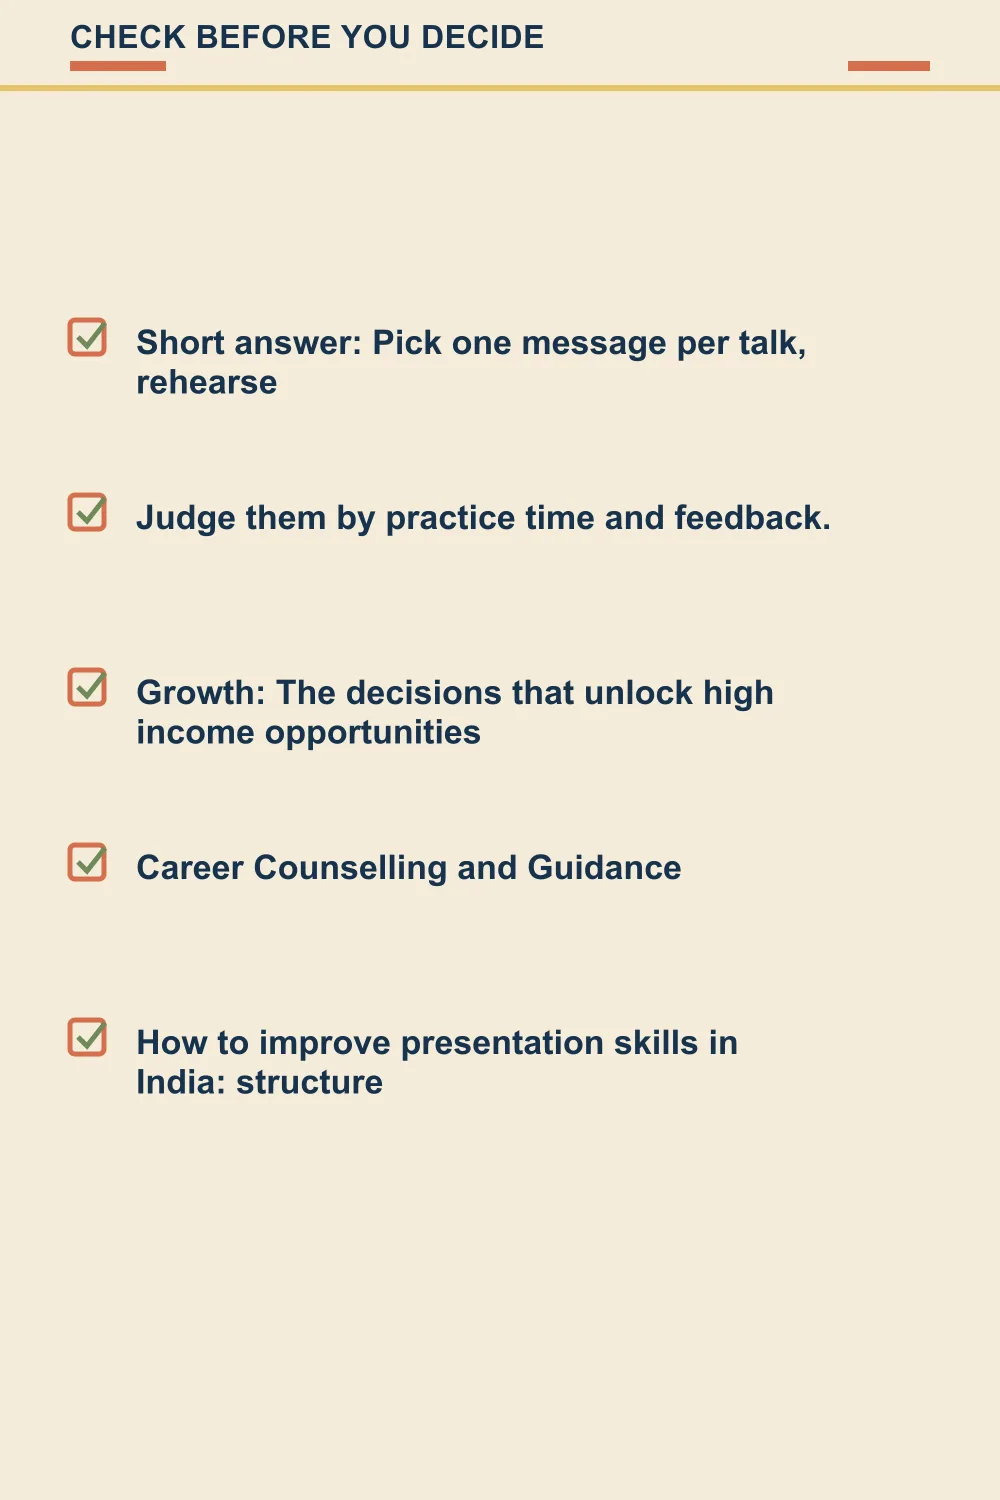 CHECK BEFORE YOU DECIDE
Short answer: Pick one message per talk,
rehearse
Judge them by practice time and feedback.
Growth: The decisions that unlock high
income opportunities
Career Counselling and Guidance
How to improve presentation skills in
India: structure